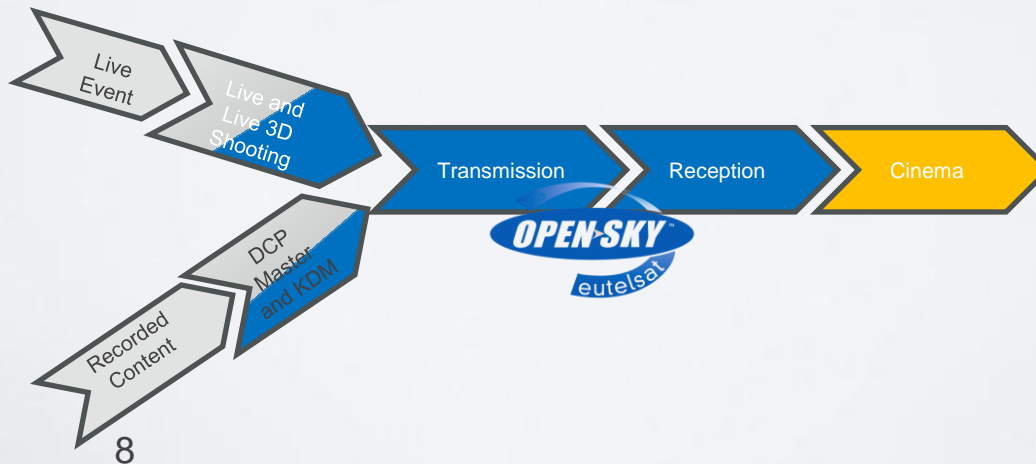 Live
Event
Live and
Live 3D
Shooting
Transmission
Reception
Cinema
OPEN SKY™
eutelsat
DCP
Master
and KDM
Recorded
Content
8